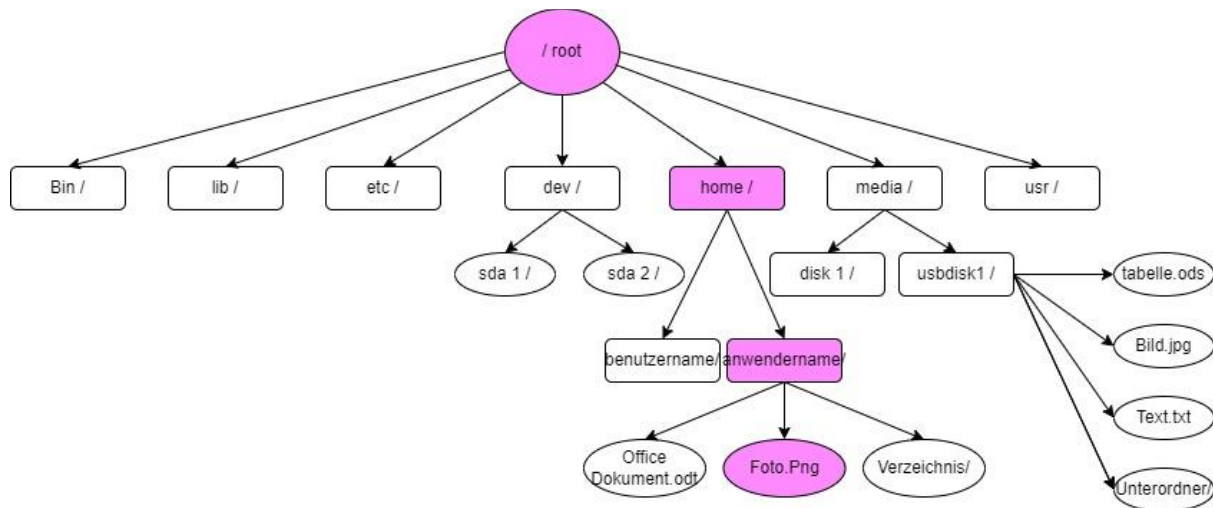 / root
Bin /
lib /
etc /
dev /
home /
media /
usr /
sda 1 /
sda 2 /
disk 1 /
usbdisk1 /
tabelle.ods
Bild.jpg
benutzername/
anwendername/
Text.txt
Office
Dokument.odt
Foto.Png
Verzeichnis/
Unterordner/